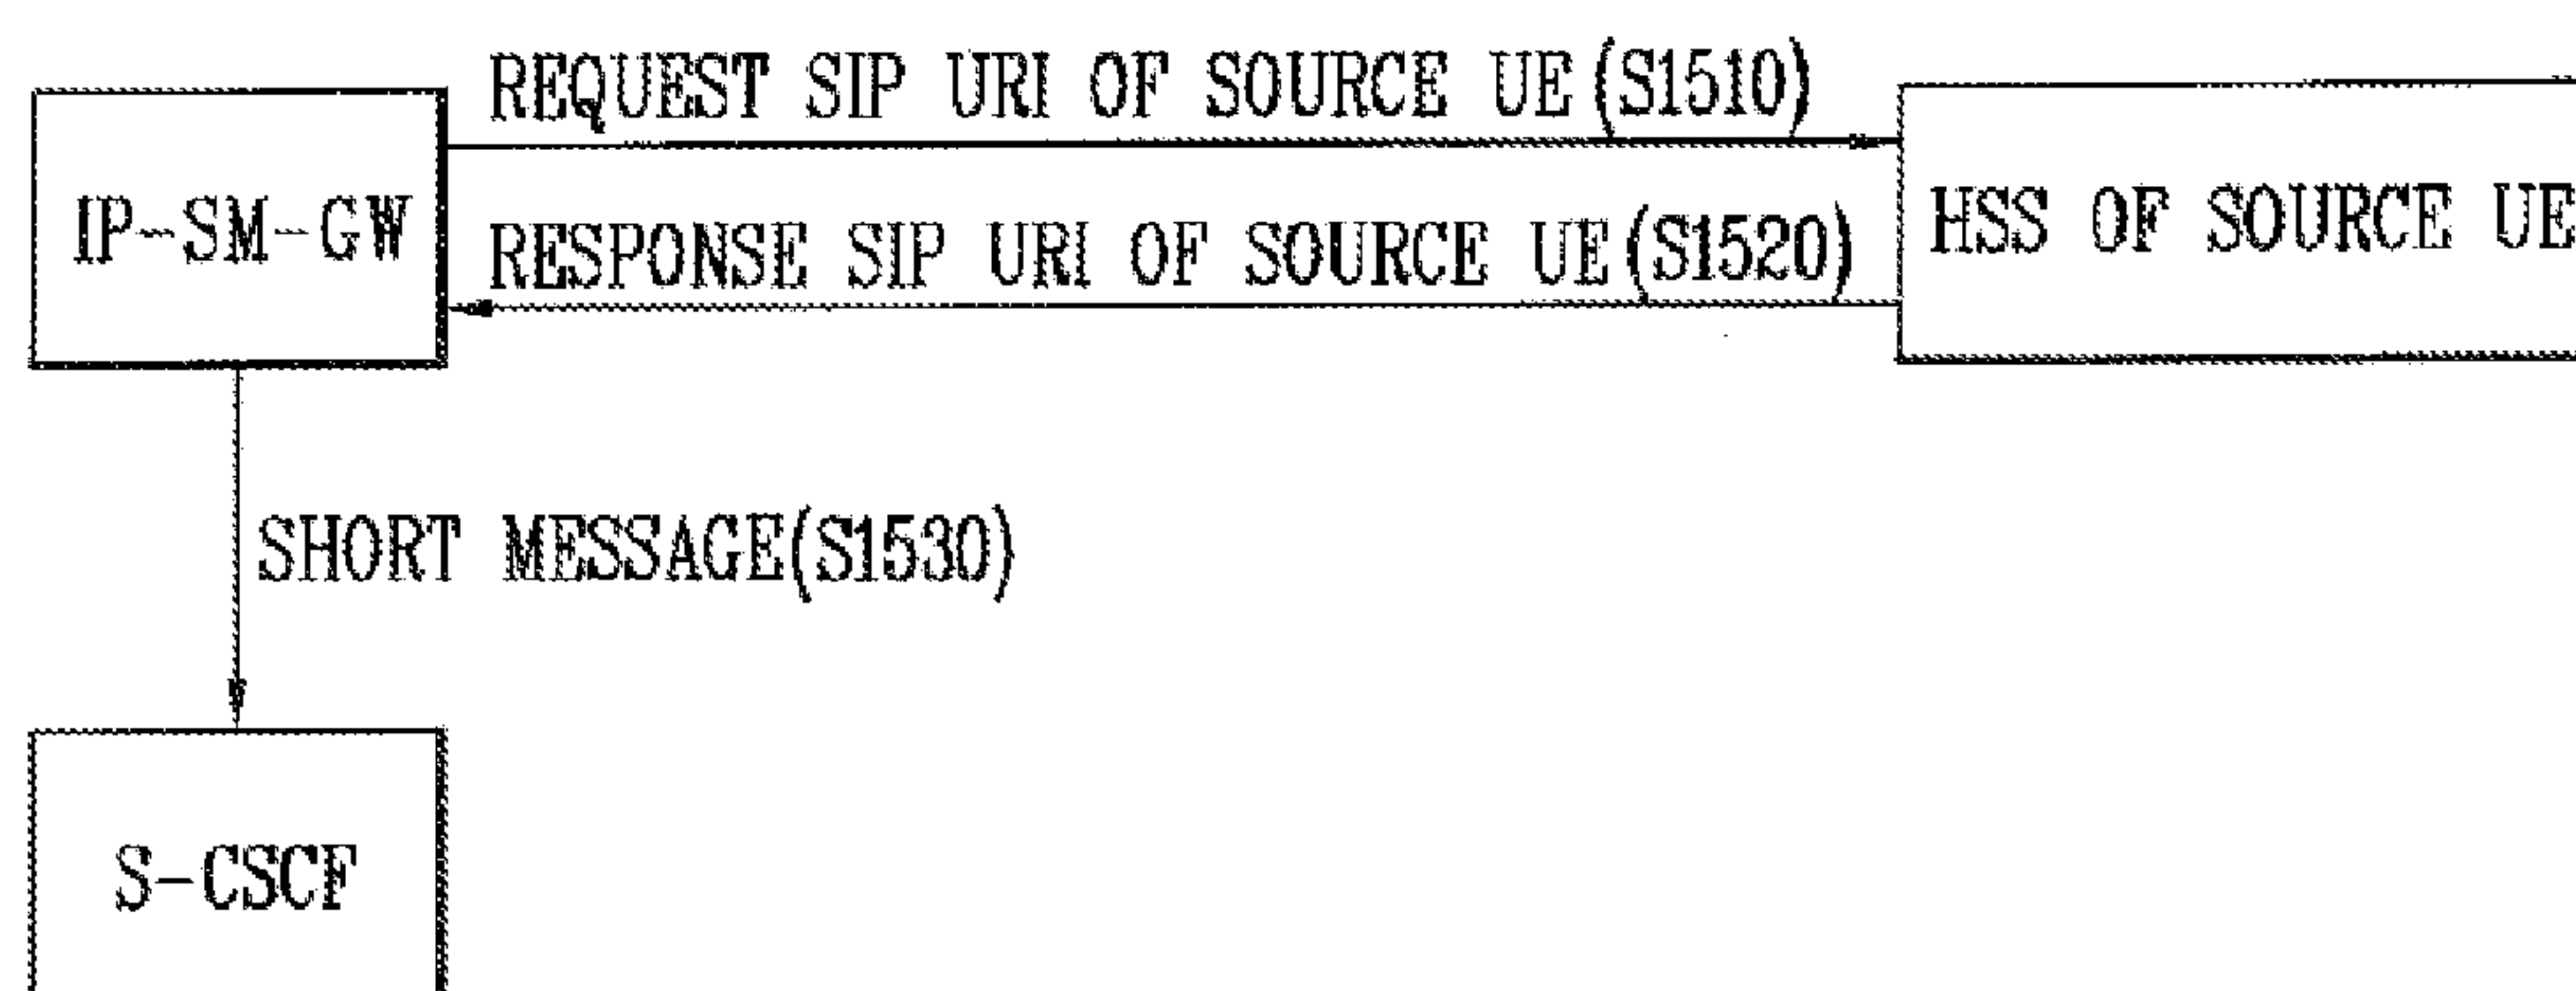 REQUEST SIP URI OF SOURCE UE(S1510)
IP-SM-GW
HSS OF SOURCE UE
RESPONSE SIP URI OF SOURCE UE(S1520)
SHORT MESSAGE(S1530)
S-CSCF